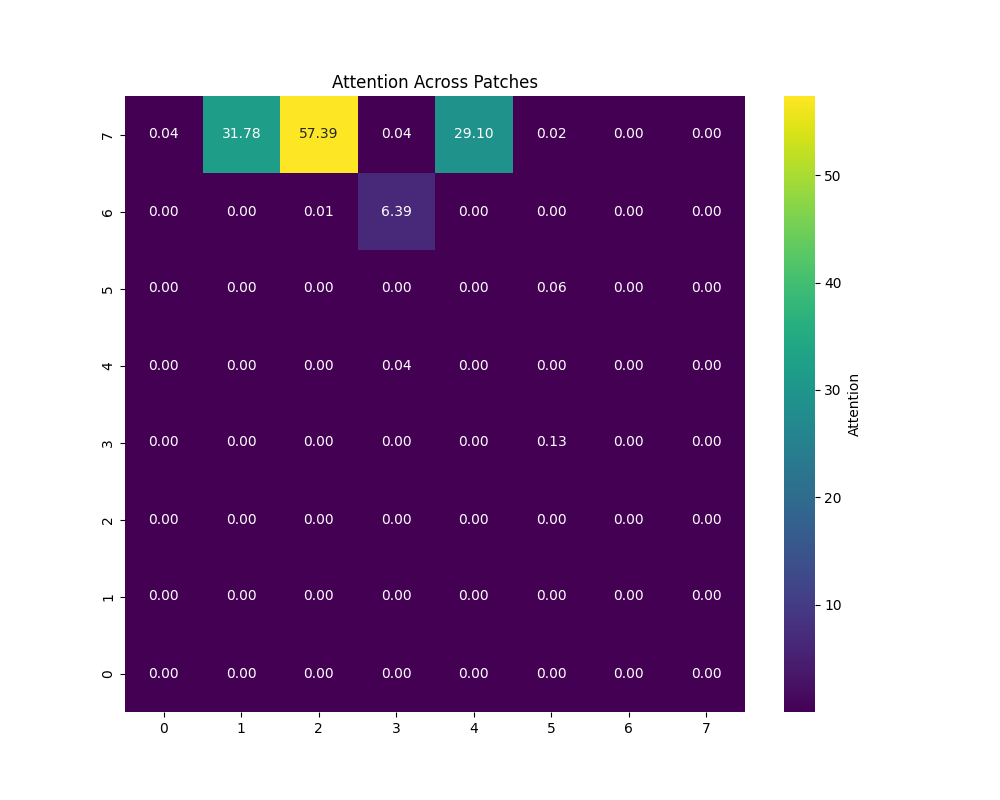 Attention Across Patches
7 0.04 31.78 57.39 0.04 29.10 0.02 0.00 0.00
6 0.00 0.00 0.01 6.39 0.00 0.00 0.00 0.00
5 0.00 0.00 0.00 0.00 0.00 0.06 0.00 0.00
4 0.00 0.00 0.00 0.04 0.00 0.00 0.00 0.00
3 0.00 0.00 0.00 0.00 0.00 0.13 0.00 0.00
2 0.00 0.00 0.00 0.00 0.00 0.00 0.00 0.00
1 0.00 0.00 0.00 0.00 0.00 0.00 0.00 0.00
0 0.00 0.00 0.00 0.00 0.00 0.00 0.00 0.00
0 1 2 3 4 5 6 7
50
40
30
20
10
Attention